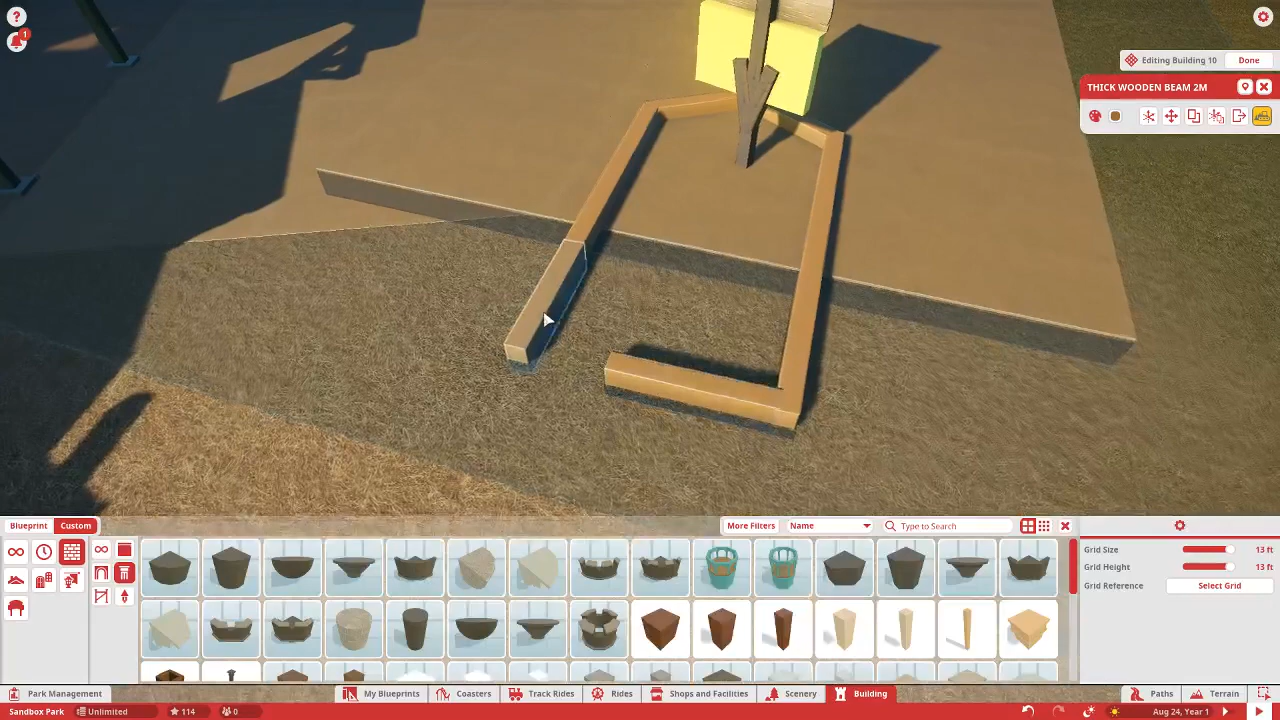 ?
1
Editing Building 10 Done
THICK WOODEN BEAM 2M
Blueprint Custom
More Filters Name Type to Search
Grid Size 13 ft
Grid Height 13 ft
Grid Reference Select Grid
Park Management My Blueprints Coasters Track Rides Rides Shops and Facilities Scenery Building Paths Terrain
Sandbox Park Unlimited 114 0 Aug 24, Year 1